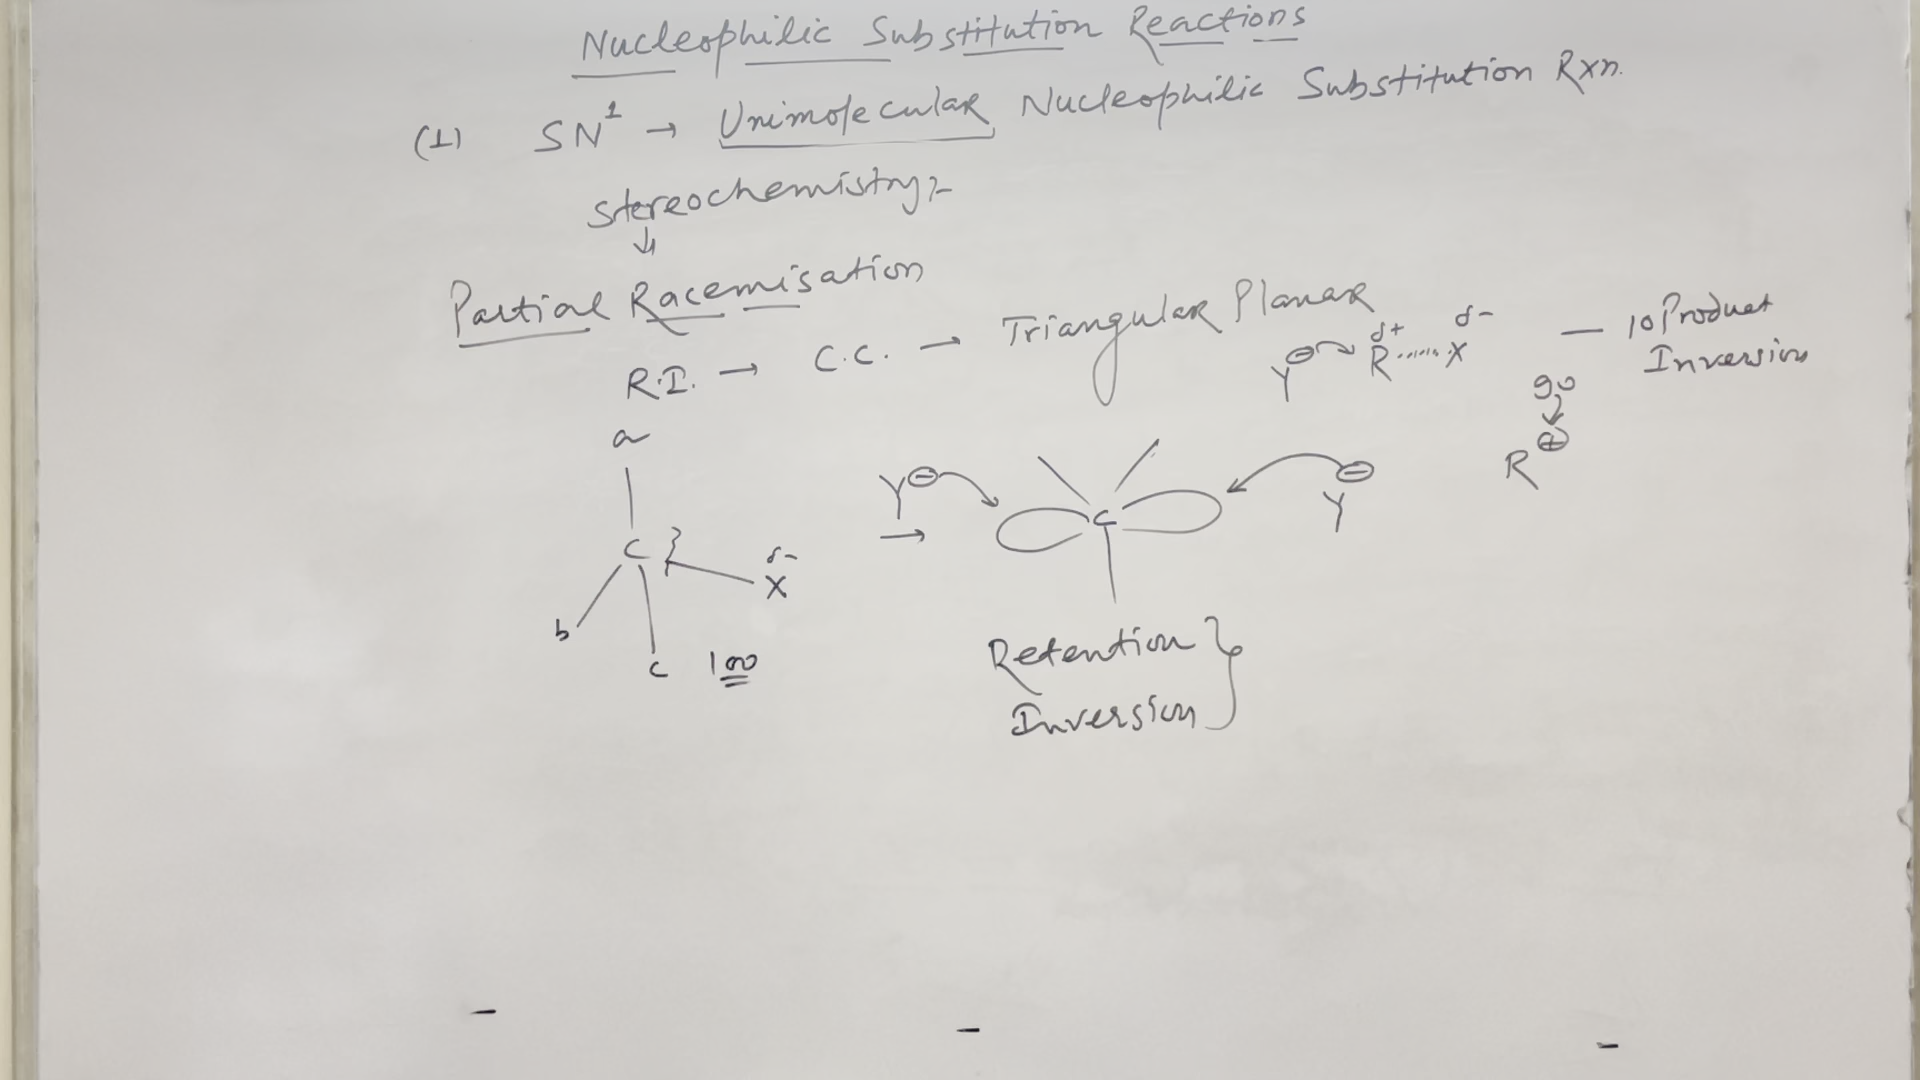 Nucleophilic Substitution Reactions
(1) SN¹ → Unimolecular Nucleophilic Substitution Rxn.
Stereochemistry:-
↓
Partial Racemisation
R.I. → C.C. → Triangular Planar
Y⊖ R^δ+ ...... X^δ- — 10 Product
Inversion
90
↓
R⊕
a
C
b
c
X^δ-
100
→
Y⊖
C
Y⊖
Retention
Inversion